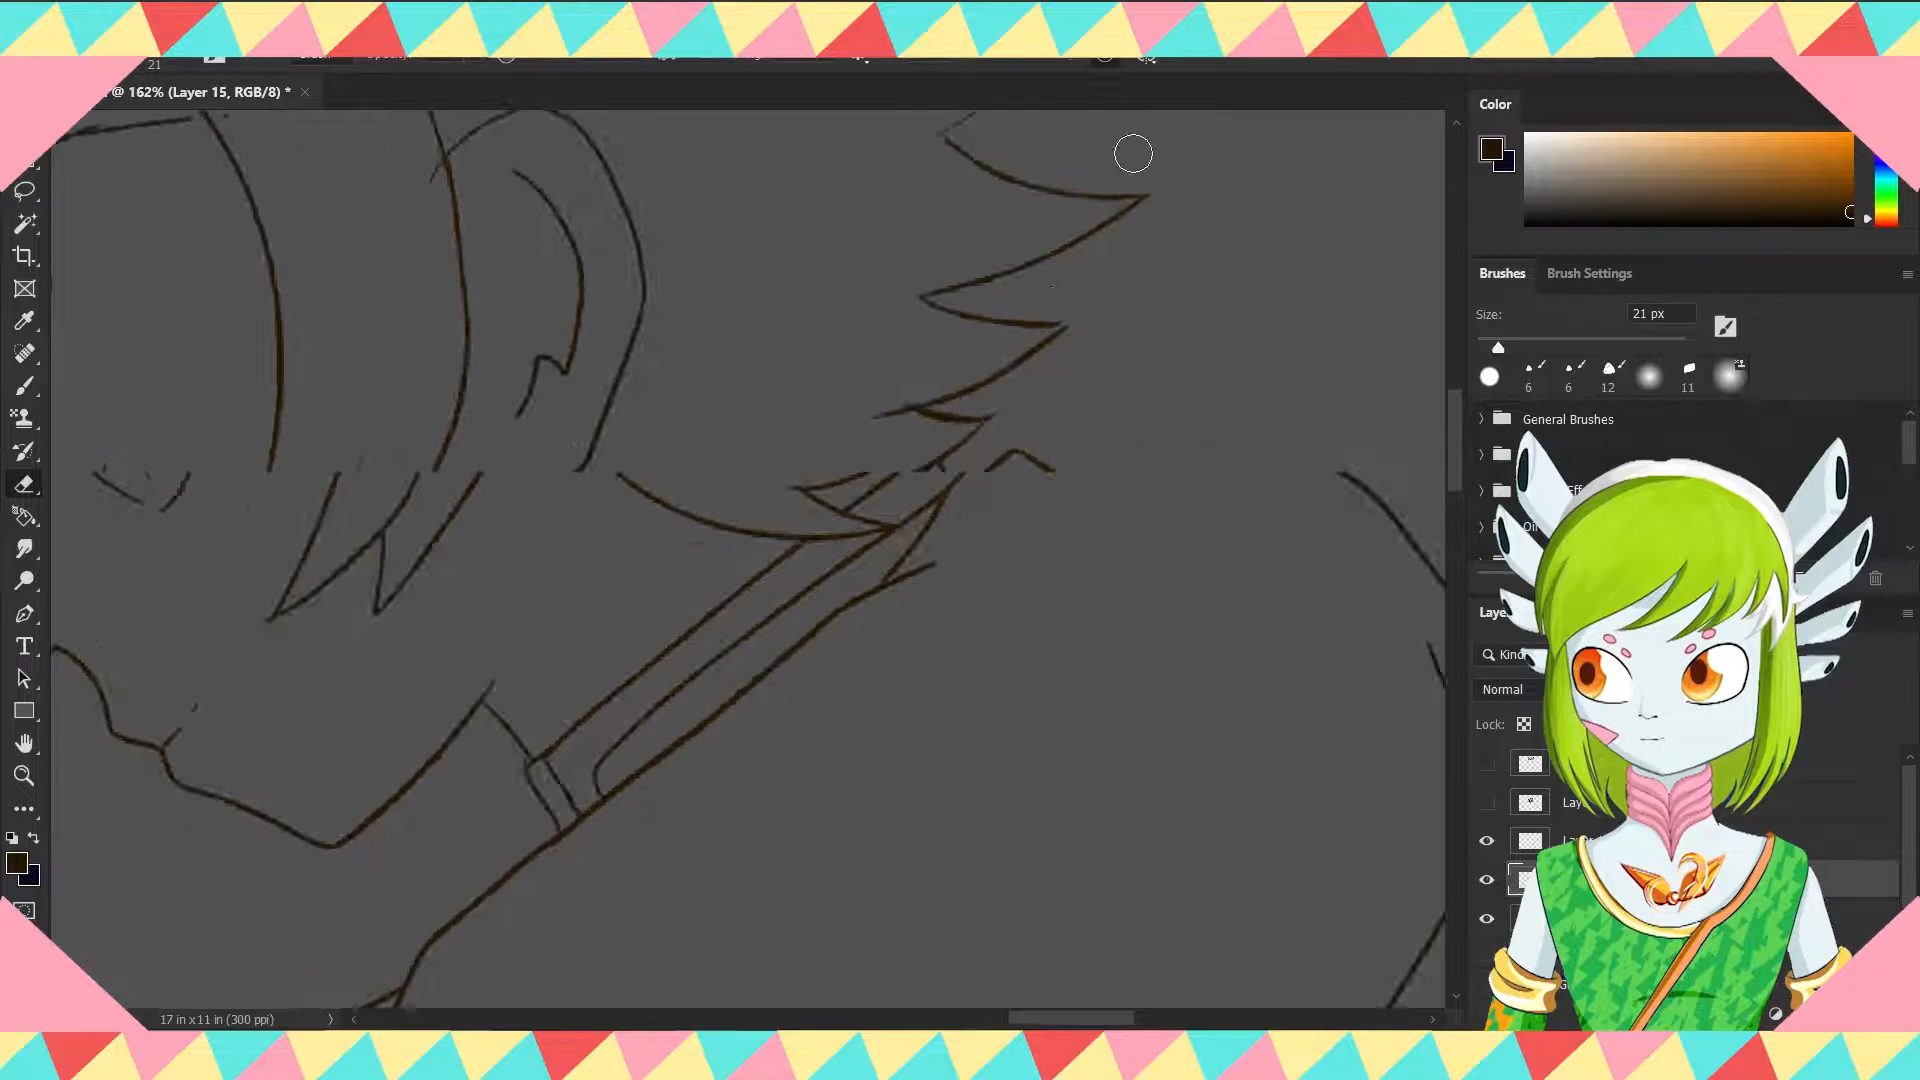 21
@ 162% (Layer 15, RGB/8) *
Color
Brushes
Brush Settings
Size:
21 px
6
6
12
11
General Brushes
Kind
Normal
Lock:
17 in x 11 in (300 ppi)